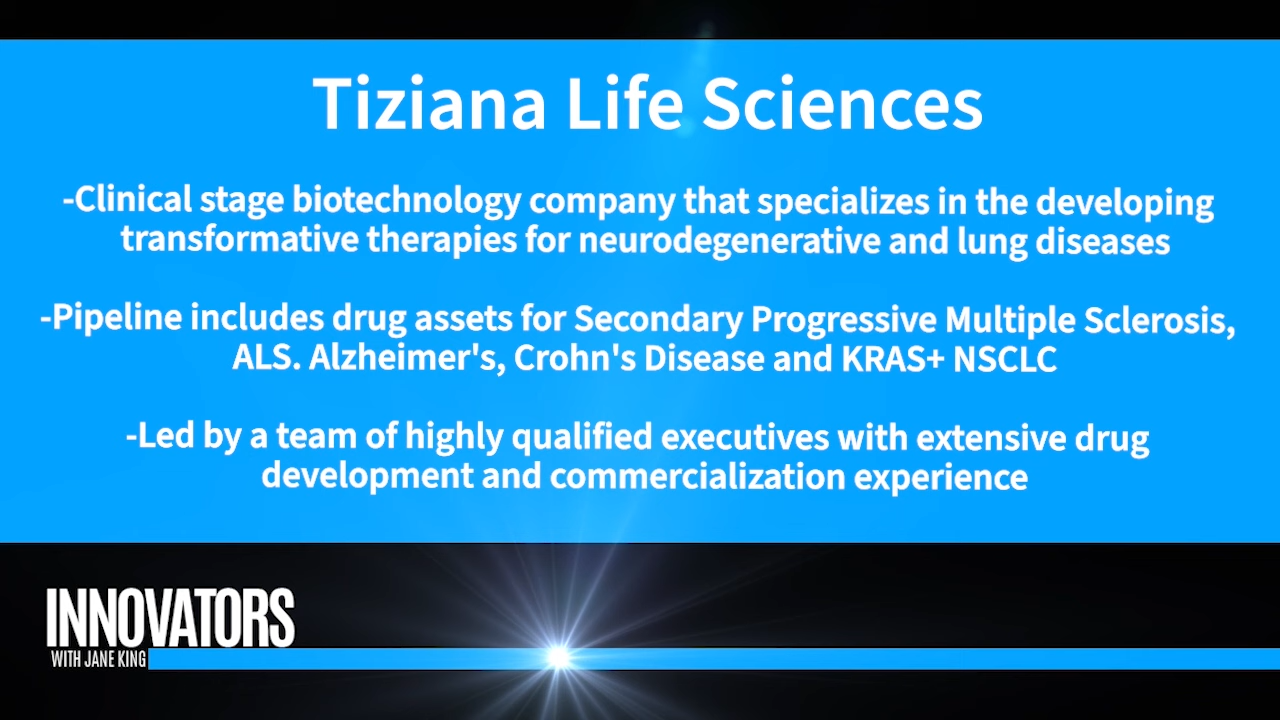 Tiziana Life Sciences
-Clinical stage biotechnology company that specializes in the developing
transformative therapies for neurodegenerative and lung diseases
-Pipeline includes drug assets for Secondary Progressive Multiple Sclerosis,
ALS. Alzheimer's, Crohn's Disease and KRAS+ NSCLC
-Led by a team of highly qualified executives with extensive drug
development and commercialization experience
INNOVATORS
WITH JANE KING